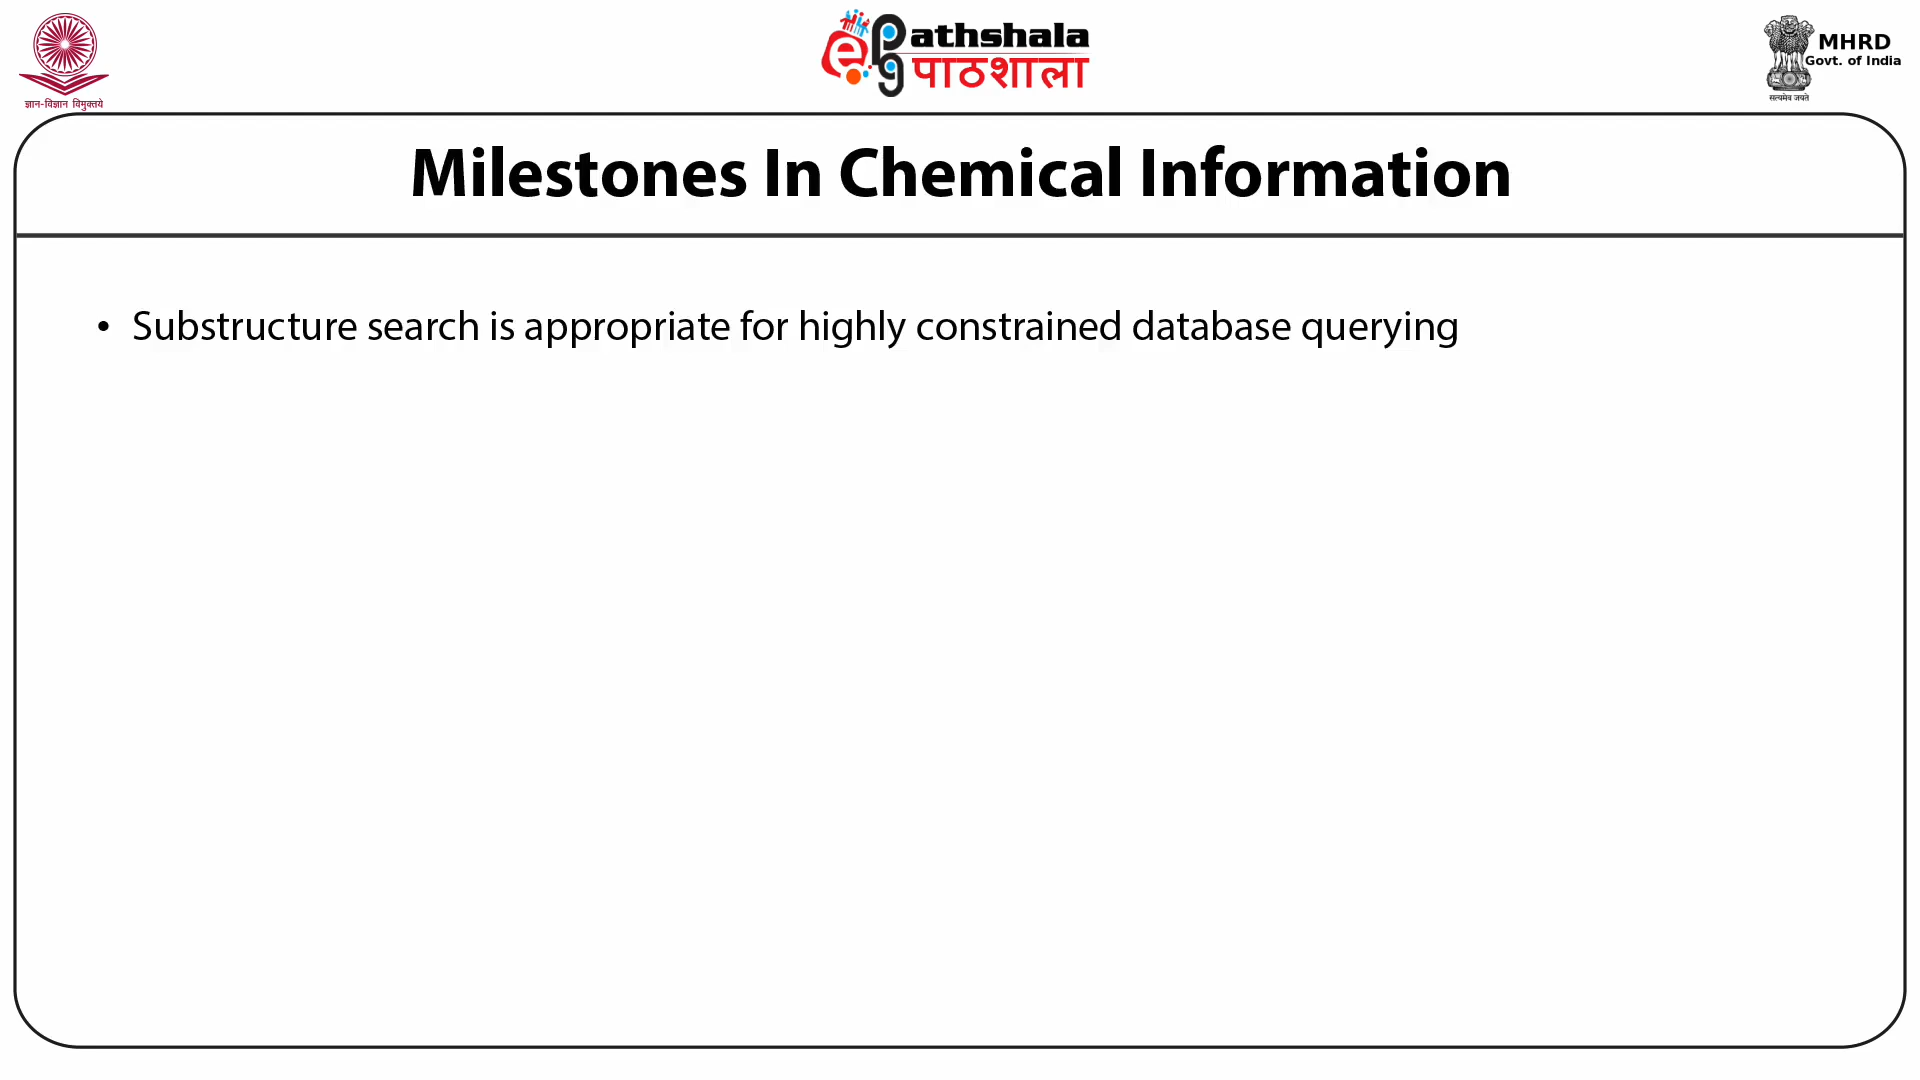 ज्ञान-विज्ञान विमुक्तये
e
pg
athshala
पाठशाला
MHRD
Govt. of India
सत्यमेव जयते
Milestones In Chemical Information
• Substructure search is appropriate for highly constrained database querying